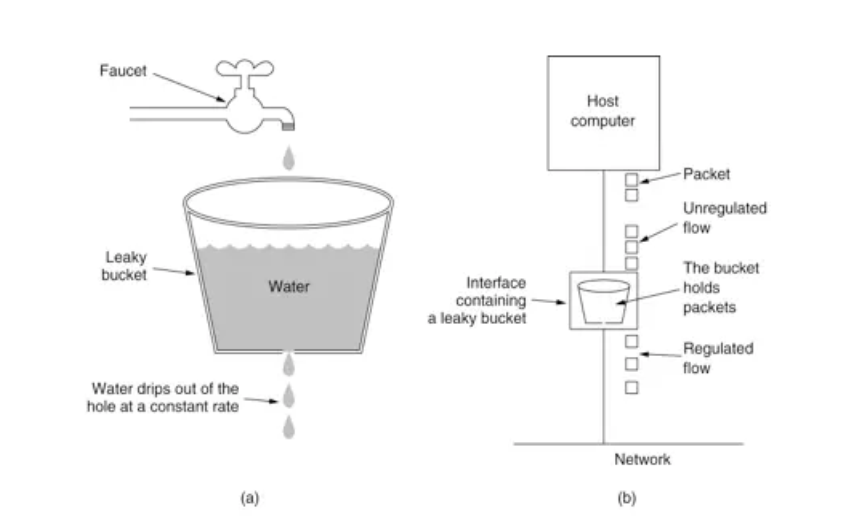 Faucet
Leaky
bucket
Water
Water drips out of the
hole at a constant rate
(a)
Host
computer
Packet
Unregulated
flow
The bucket
holds
packets
Interface
containing
a leaky bucket
Regulated
flow
Network
(b)